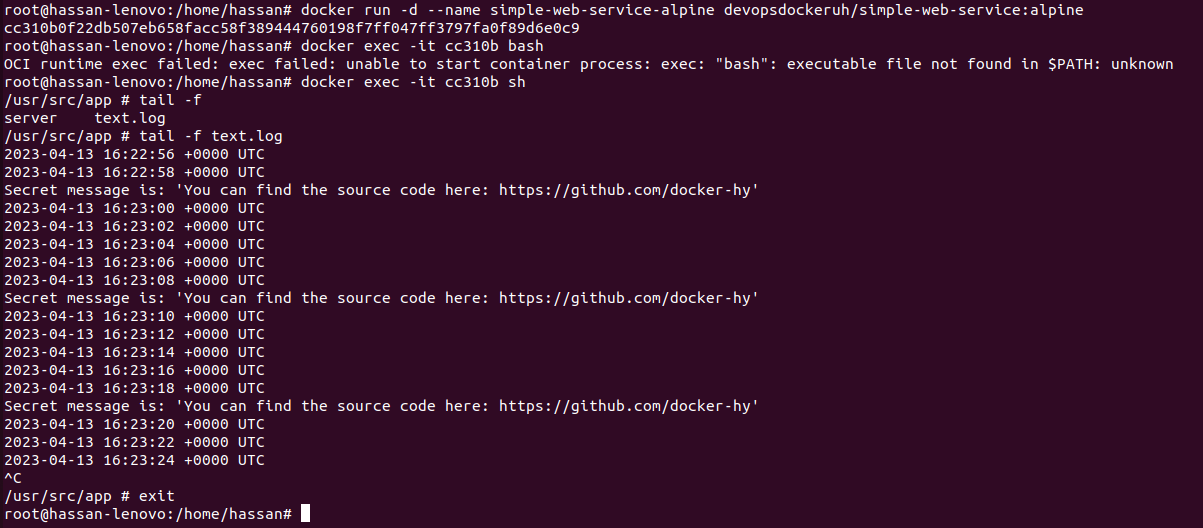 root@hassan-lenovo:/home/hassan# docker run -d --name simple-web-service-alpine devopsdockeruh/simple-web-service:alpine
cc310b0f22db507eb658facc58f389444760198f7ff047ff3797fa0f89d6e0c9
root@hassan-lenovo:/home/hassan# docker exec -it cc310b bash
OCI runtime exec failed: exec failed: unable to start container process: exec: "bash": executable file not found in $PATH: unknown
root@hassan-lenovo:/home/hassan# docker exec -it cc310b sh
/usr/src/app # tail -f
server    text.log
/usr/src/app # tail -f text.log
2023-04-13 16:22:56 +0000 UTC
2023-04-13 16:22:58 +0000 UTC
Secret message is: 'You can find the source code here: https://github.com/docker-hy'
2023-04-13 16:23:00 +0000 UTC
2023-04-13 16:23:02 +0000 UTC
2023-04-13 16:23:04 +0000 UTC
2023-04-13 16:23:06 +0000 UTC
2023-04-13 16:23:08 +0000 UTC
Secret message is: 'You can find the source code here: https://github.com/docker-hy'
2023-04-13 16:23:10 +0000 UTC
2023-04-13 16:23:12 +0000 UTC
2023-04-13 16:23:14 +0000 UTC
2023-04-13 16:23:16 +0000 UTC
2023-04-13 16:23:18 +0000 UTC
Secret message is: 'You can find the source code here: https://github.com/docker-hy'
2023-04-13 16:23:20 +0000 UTC
2023-04-13 16:23:22 +0000 UTC
2023-04-13 16:23:24 +0000 UTC
^C
/usr/src/app # exit
root@hassan-lenovo:/home/hassan#